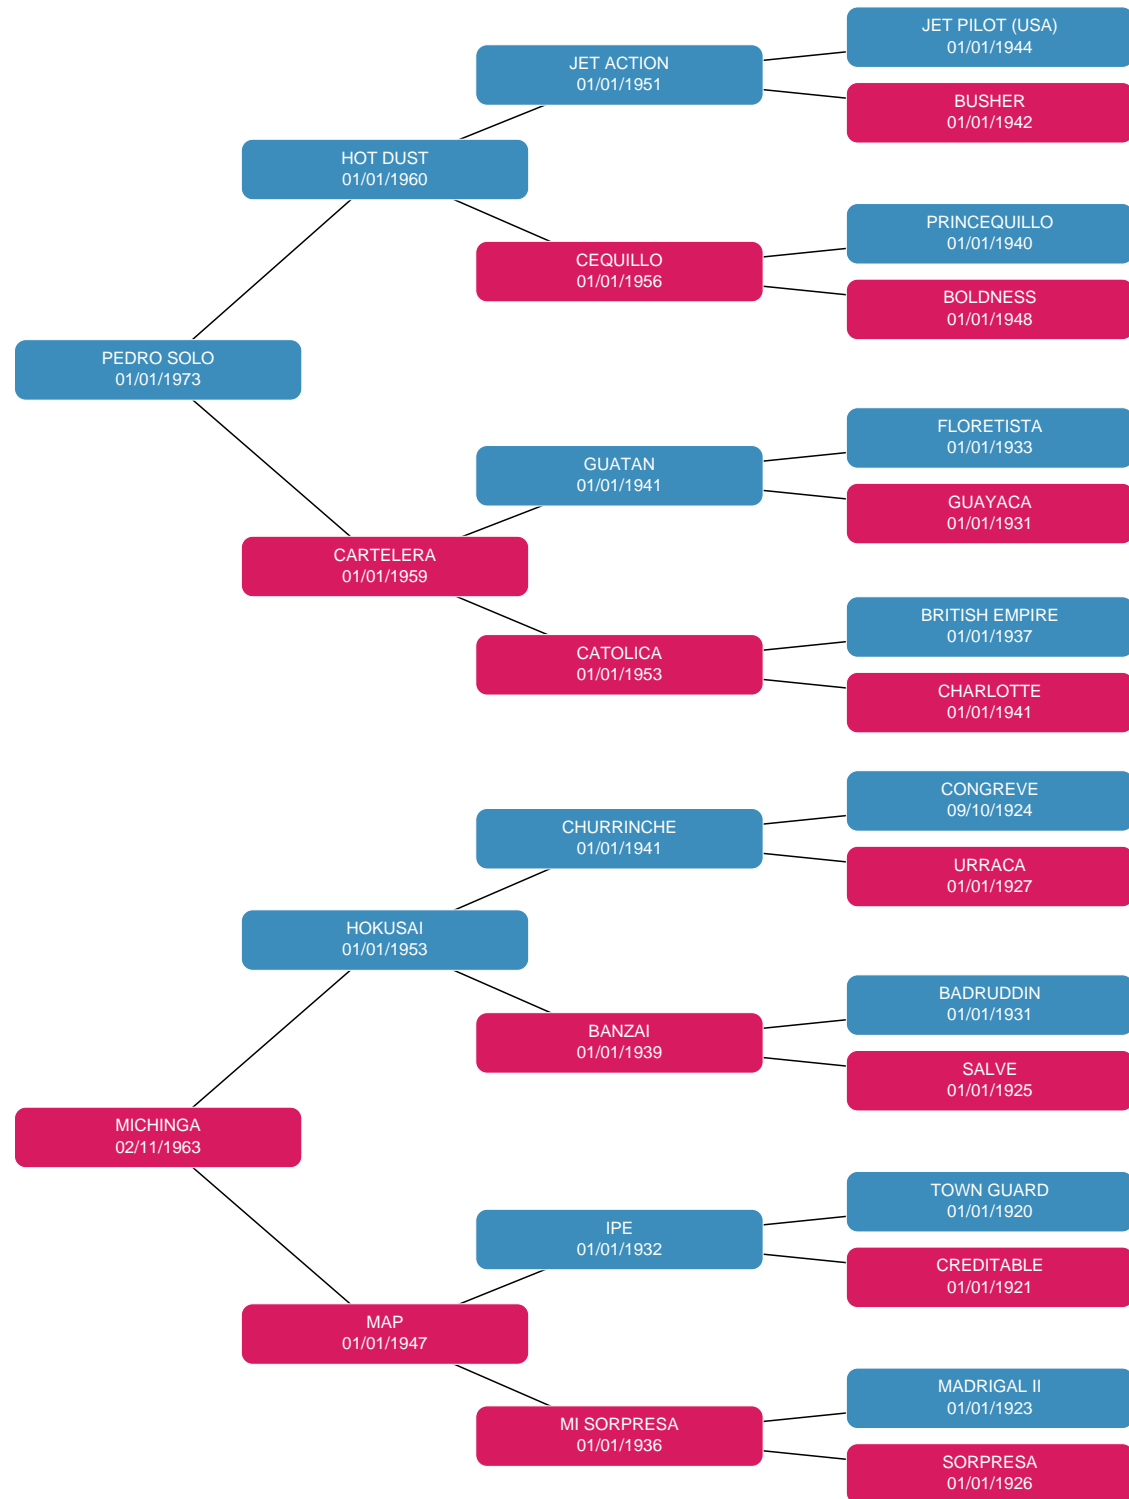 JET PILOT (USA)
01/01/1944
JET ACTION
01/01/1951
BUSHER
01/01/1942
HOT DUST
01/01/1960
PRINCEQUILLO
01/01/1940
CEQUILLO
01/01/1956
BOLDNESS
01/01/1948
PEDRO SOLO
01/01/1973
FLORETISTA
01/01/1933
GUATAN
01/01/1941
GUAYACA
01/01/1931
CARTELERA
01/01/1959
BRITISH EMPIRE
01/01/1937
CATOLICA
01/01/1953
CHARLOTTE
01/01/1941
CONGREVE
09/10/1924
CHURRINCHE
01/01/1941
URRACA
01/01/1927
HOKUSAI
01/01/1953
BADRUDDIN
01/01/1931
BANZAI
01/01/1939
SALVE
01/01/1925
MICHINGA
02/11/1963
TOWN GUARD
01/01/1920
IPE
01/01/1932
CREDITABLE
01/01/1921
MAP
01/01/1947
MADRIGAL II
01/01/1923
MI SORPRESA
01/01/1936
SORPRESA
01/01/1926